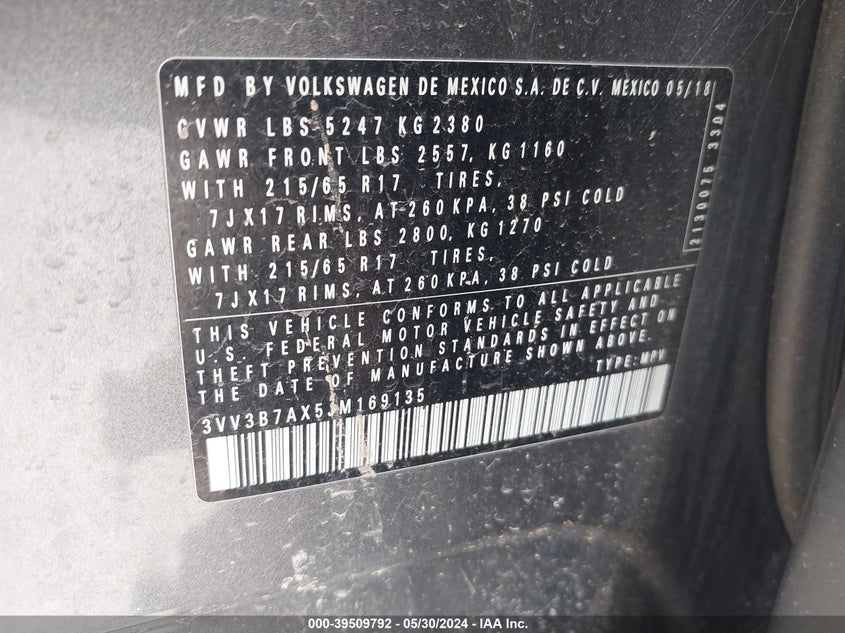 MFD BY VOLKSWAGEN DE MEXICO S.A. DE C.V. MEXICO 05/18
GVWR LBS 5247 KG 2380
GAWR FRONT LBS 2557, KG 1160
WITH 215/65 R17 TIRES,
7JX17 RIMS, AT 260 KPA, 38 PSI COLD
GAWR REAR LBS 2800, KG 1270
WITH 215/65 R17 TIRES,
7JX17 RIMS, AT 260 KPA, 38 PSI COLD
2130075 3304
THIS VEHICLE CONFORMS TO ALL APPLICABLE
U.S. FEDERAL MOTOR VEHICLE SAFETY AND
THEFT PREVENTION STANDARDS IN EFFECT ON
THE DATE OF MANUFACTURE SHOWN ABOVE.
TYPE: MPV
3VV3B7AX5JM169135
000-39509792 - 05/30/2024 - IAA Inc.